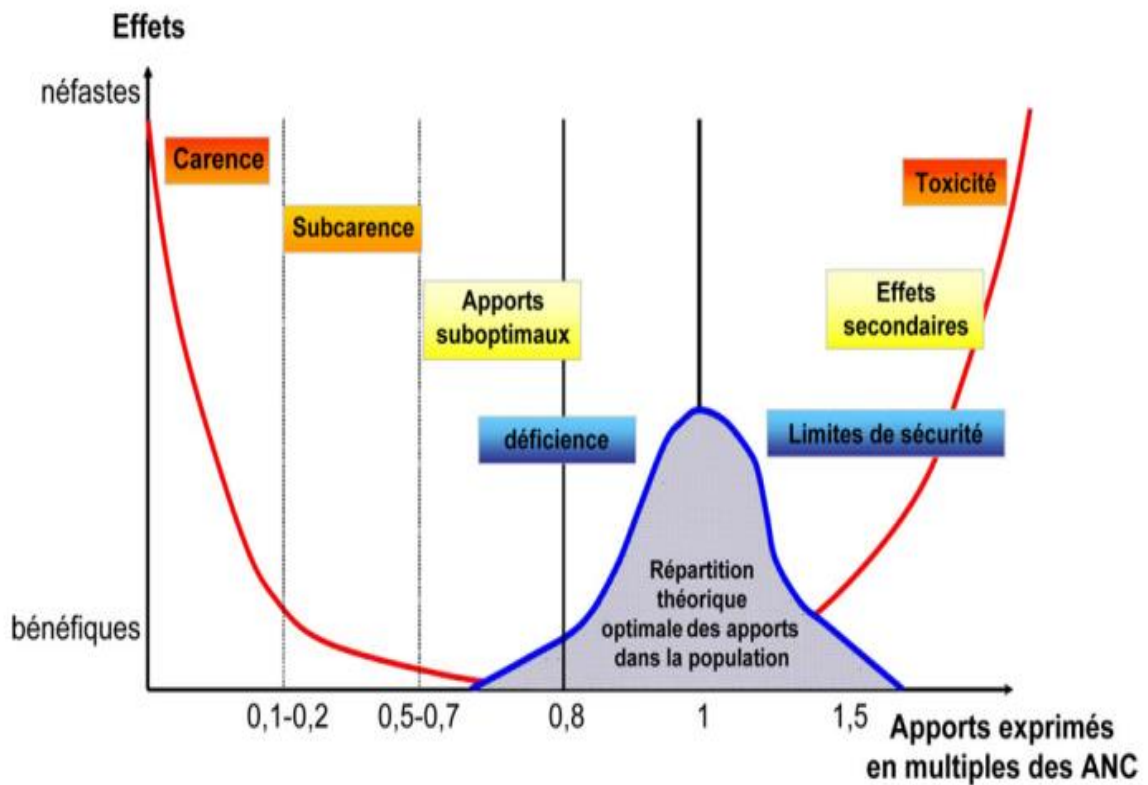 Effets
néfastes
Carence
Toxicité
Subcarence
Apports
suboptimaux
Effets
secondaires
déficience
Limites de sécurité
Répartition
théorique
optimale des apports
dans la population
bénéfiques
0,1-0,2
0,5-0,7
0,8
1
1,5
Apports exprimés
en multiples des ANC